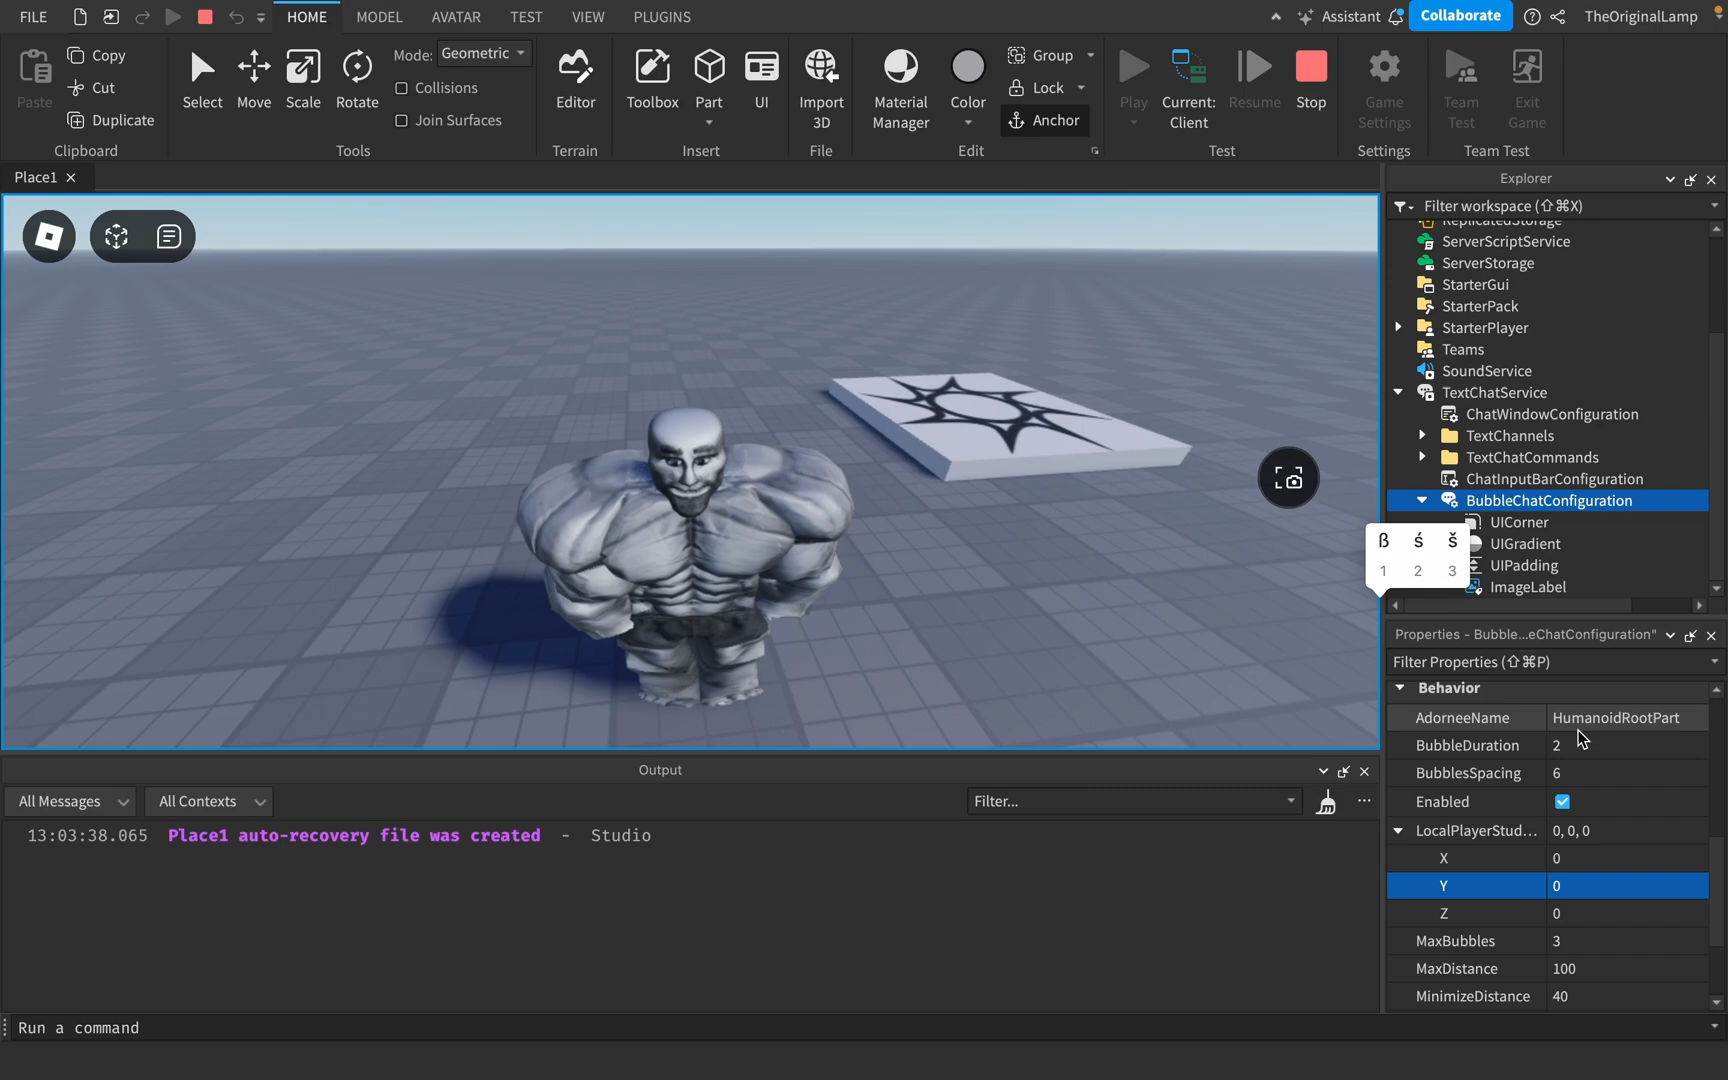 FILE HOME MODEL AVATAR TEST VIEW PLUGINS Assistant Collaborate TheOriginalLamp
Paste Copy Cut Duplicate
Clipboard
Select Move Scale Rotate Mode: Geometric
Collisions
Join Surfaces
Tools
Editor
Terrain
Toolbox Part UI
Insert
Import 3D
File
Material Manager Color Group Lock Anchor
Edit
Play Current: Client Resume Stop
Test
Game Settings
Settings
Team Test Exit Game
Team Test
Place1
Explorer
Filter workspace (⇧⌘X)
ReplicatedStorage
ServerScriptService
ServerStorage
StarterGui
StarterPack
StarterPlayer
Teams
SoundService
TextChatService
ChatWindowConfiguration
TextChannels
TextChatCommands
ChatInputBarConfiguration
BubbleChatConfiguration
UICorner
UIGradient
UIPadding
ImageLabel
ß ś š
1 2 3
Properties - Bubble...eChatConfiguration"
Filter Properties (⇧⌘P)
Behavior
AdorneeName HumanoidRootPart
BubbleDuration 2
BubblesSpacing 6
Enabled
LocalPlayerStud... 0, 0, 0
X 0
Y 0
Z 0
MaxBubbles 3
MaxDistance 100
MinimizeDistance 40
Output
All Messages All Contexts Filter...
13:03:38.065 Place1 auto-recovery file was created - Studio
Run a command